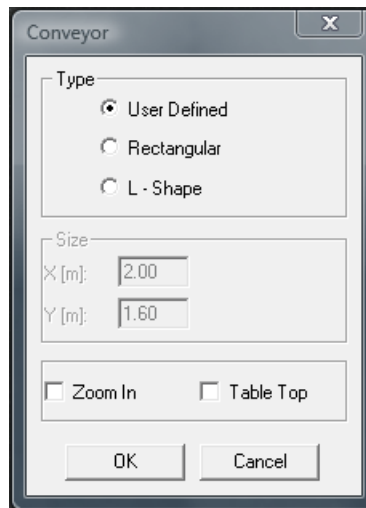 Conveyor
Type
User Defined
Rectangular
L - Shape
Size
X [m]: 2.00
Y [m]: 1.60
Zoom In Table Top
OK Cancel